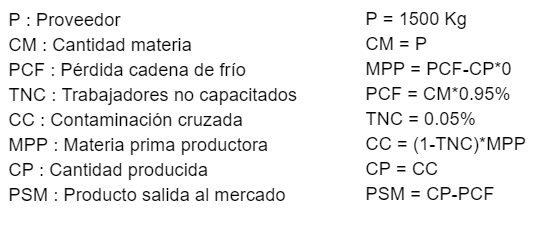 P : Proveedor P = 1500 Kg
CM : Cantidad materia CM = P
PCF : Pérdida cadena de frío MPP = PCF-CP*0
TNC : Trabajadores no capacitados PCF = CM*0.95%
CC : Contaminación cruzada TNC = 0.05%
MPP : Materia prima productora CC = (1-TNC)*MPP
CP : Cantidad producida CP = CC
PSM : Producto salida al mercado PSM = CP-PCF